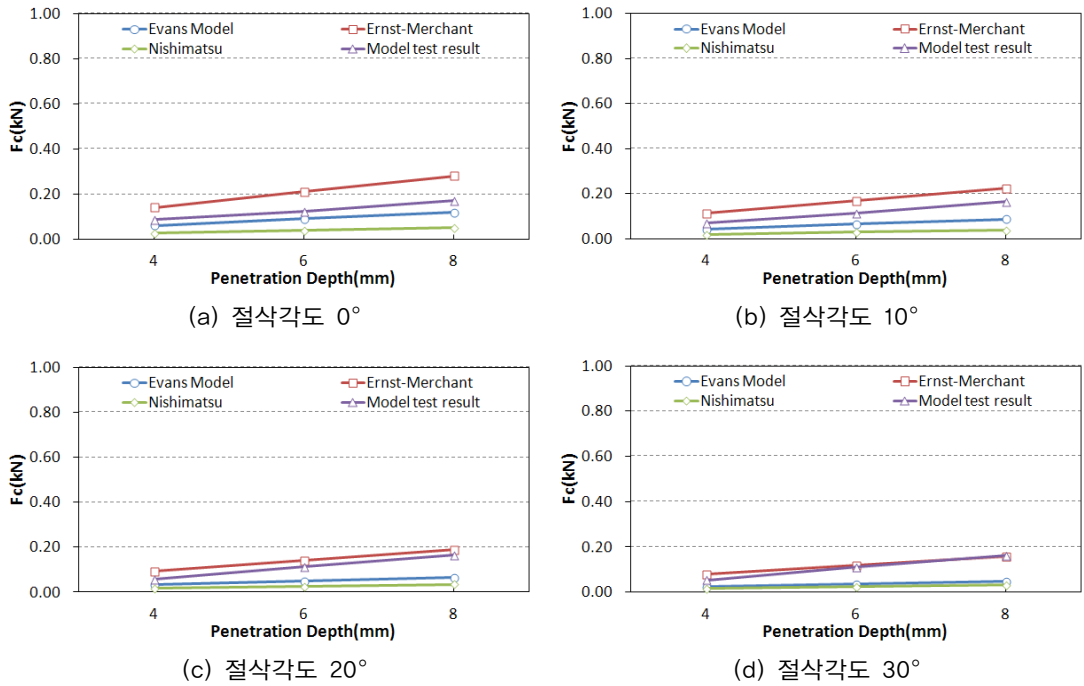 1.00
0.80
0.60
0.40
0.20
0.00
Fc(kN)
Evans Model
Ernst-Merchant
Nishimatsu
Model test result
4
6
8
Penetration Depth(mm)
(a) 절삭각도 0°
1.00
0.80
0.60
0.40
0.20
0.00
Fc(kN)
Evans Model
Ernst-Merchant
Nishimatsu
Model test result
4
6
8
Penetration Depth(mm)
(b) 절삭각도 10°
1.00
0.80
0.60
0.40
0.20
0.00
Fc(kN)
Evans Model
Ernst-Merchant
Nishimatsu
Model test result
4
6
8
Penetration Depth(mm)
(c) 절삭각도 20°
1.00
0.80
0.60
0.40
0.20
0.00
Fc(kN)
Evans Model
Ernst-Merchant
Nishimatsu
Model test result
4
6
8
Penetration Depth(mm)
(d) 절삭각도 30°